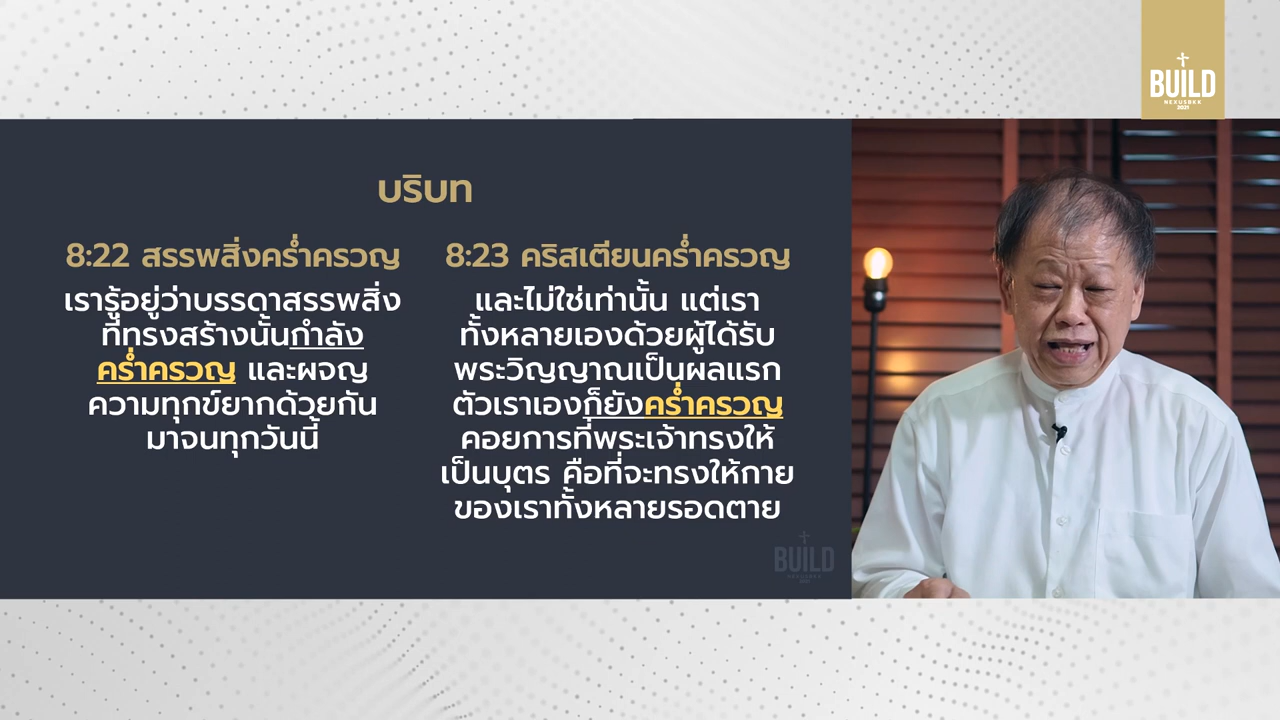 BUILD
NEXUSBKK
2021
บริบท
8:22 สรรพสิ่งคร่ำครวญ
เรารู้อยู่ว่าบรรดาสรรพสิ่ง
ที่ทรงสร้างนั้นกำลัง
คร่ำครวญ และผจญ
ความทุกข์ยากด้วยกัน
มาจนทุกวันนี้
8:23 คริสเตียนคร่ำครวญ
และไม่ใช่เท่านั้น แต่เรา
ทั้งหลายเองด้วยผู้ได้รับ
พระวิญญาณเป็นผลแรก
ตัวเราเองก็ยังคร่ำครวญ
คอยการที่พระเจ้าทรงให้
เป็นบุตร คือที่จะทรงให้กาย
ของเราทั้งหลายรอดตาย
BUILD
NEXUSBKK
2021